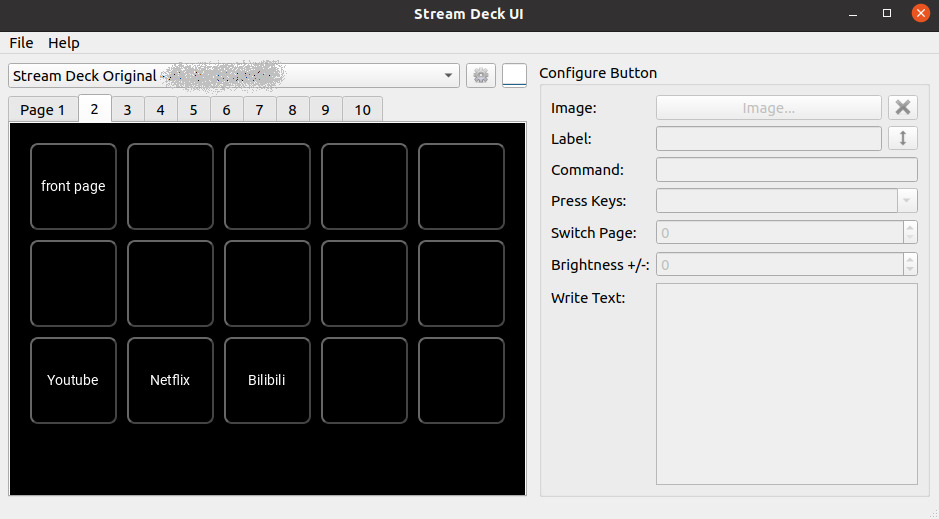 Stream Deck UI
File Help
Stream Deck Original
Page 1 2 3 4 5 6 7 8 9 10
front page
Youtube Netflix Bilibili
Configure Button
Image: Image...
Label:
Command:
Press Keys:
Switch Page: 0
Brightness +/-: 0
Write Text: